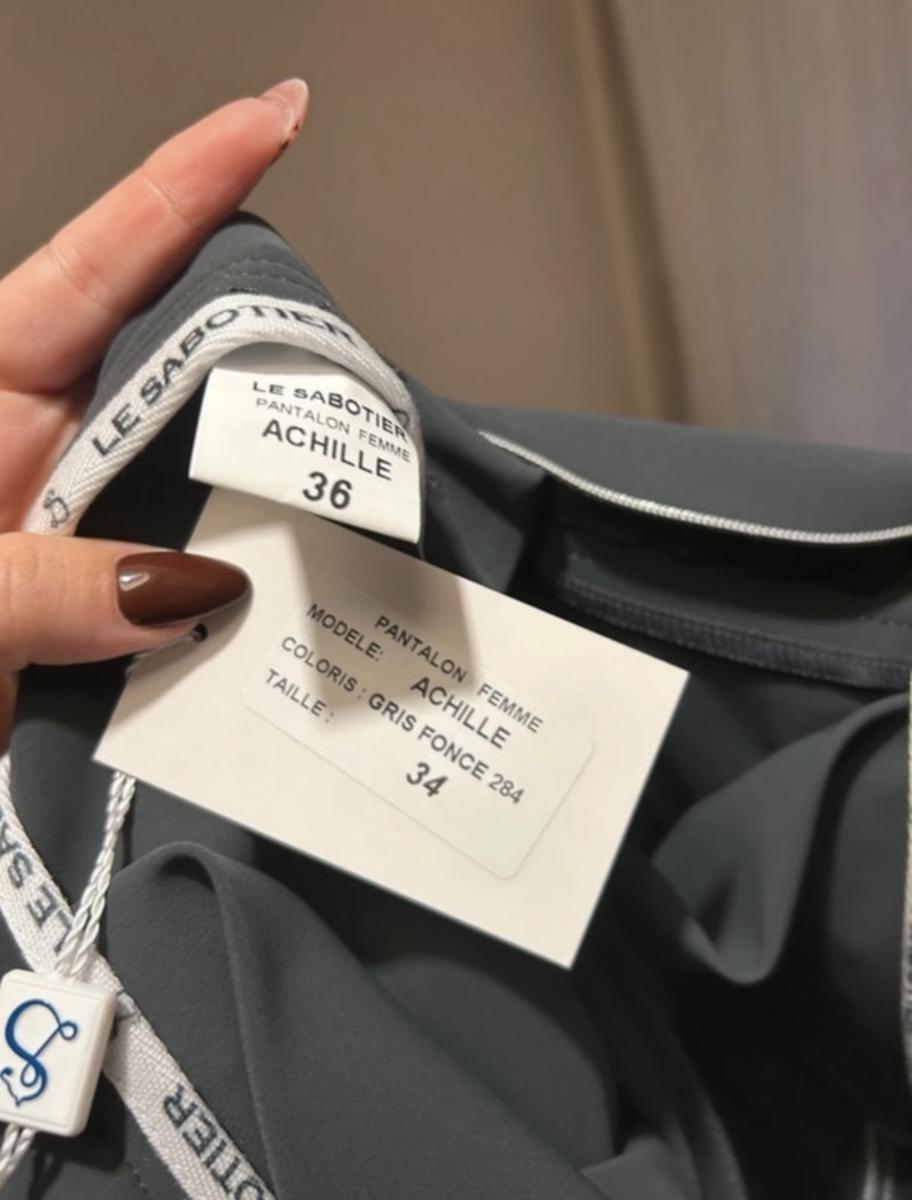 LE SABOTIER
LE SABOTIER
PANTALON FEMME
ACHILLE
36
PANTALON FEMME
MODELE: ACHILLE
COLORIS : GRIS FONCE 284
TAILLE : 34
LE SA
S
OTIER